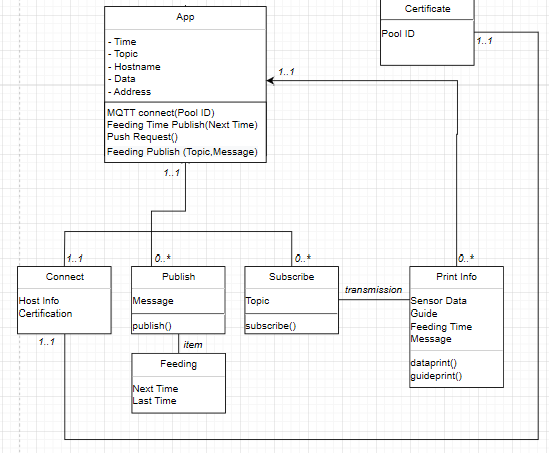 App
- Time
- Topic
- Hostname
- Data
- Address
MQTT connect(Pool ID)
Feeding Time Publish(Next Time)
Push Request()
Feeding Publish (Topic,Message)
1..1
Certificate
Pool ID
1..1
1..1
1..1
0..*
0..*
0..*
Connect
Host Info
Certification
1..1
Publish
Message
publish()
item
Feeding
Next Time
Last Time
Subscribe
Topic
subscribe()
transmission
Print Info
Sensor Data
Guide
Feeding Time
Message
dataprint()
guideprint()